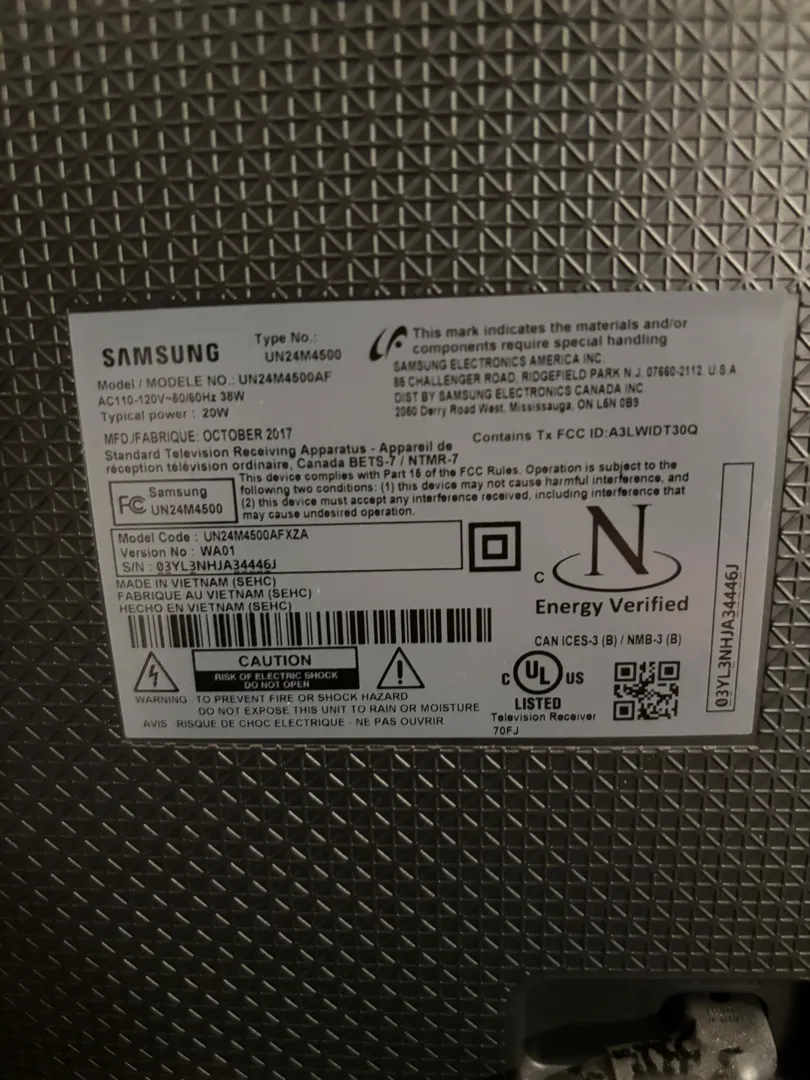 SAMSUNG
Type No.:
UN24M4500
Model / MODELE NO.: UN24M4500AF
AC110-120V~60/60Hz 38W
Typical power : 20W
This mark indicates the materials and/or
components require special handling
SAMSUNG ELECTRONICS AMERICA INC
85 CHALLENGER ROAD, RIDGEFIELD PARK N.J. 07660-2112 U.S.A
DIST BY SAMSUNG ELECTRONICS CANADA INC
2050 Derry Road West, Mississauga, ON L5N 0B9
MFD./FABRIQUE: OCTOBER 2017
Contains Tx FCC ID:A3LWIDT30Q
Standard Television Receiving Apparatus - Appareil de
réception télévision ordinaire, Canada BETS-7 / NTMR-7
FC Samsung
UN24M4500
This device complies with Part 15 of the FCC Rules. Operation is subject to the
following two conditions: (1) this device may not cause harmful interference, and
(2) this device must accept any interference received, including interference that
may cause undesired operation.
Model Code : UN24M4500AFXZA
Version No : WA01
S/N : 03YL3NHJA34446J
MADE IN VIETNAM (SEHC)
FABRIQUE AU VIETNAM (SEHC)
HECHO EN VIETNAM (SEHC)
N
C
Energy Verified
CAN ICES-3 (B) / NMB-3 (B)
CAUTION
RISK OF ELECTRIC SHOCK
DO NOT OPEN
WARNING : TO PREVENT FIRE OR SHOCK HAZARD
DO NOT EXPOSE THIS UNIT TO RAIN OR MOISTURE
AVIS : RISQUE DE CHOC ELECTRIQUE - NE PAS OUVRIR
C UL US
LISTED
Television Receiver
70FJ
03YL3NHJA34446J